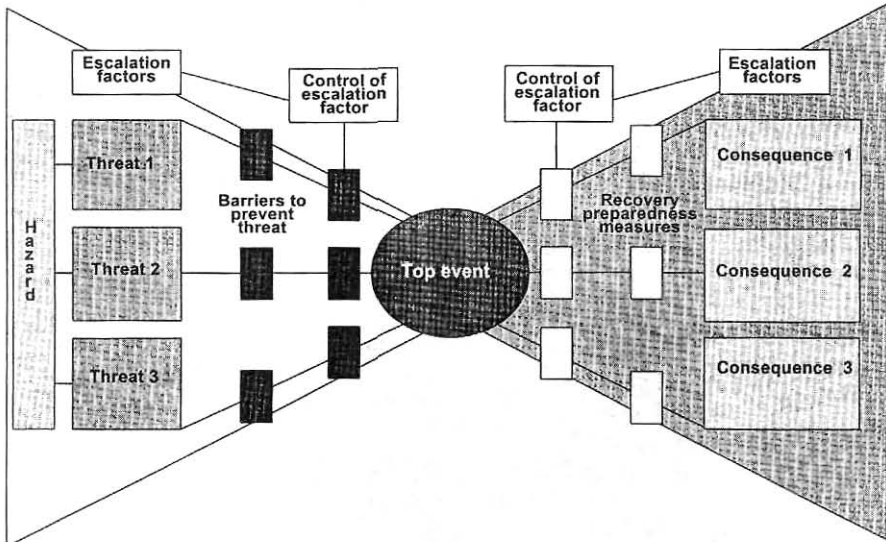 Escalation
factors
Control of
escalation
factor
Control of
escalation
factor
Escalation
factors
Hazard
Threat 1
Barriers to
prevent
threat
Threat 2
Threat 3
Top event
Recovery
preparedness
measures
Consequence 1
Consequence 2
Consequence 3